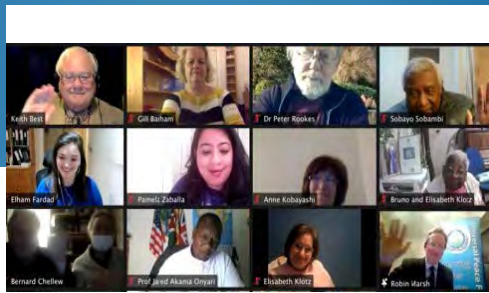 Keith Best
Gill Barham
Dr Peter Rookes
Sobayo Sobambi
Elham Fardad
Pamela Zaballa
Anne Kobayashi
Bruno and Elisabeth Klotz
Bernard Chellew
Prof Jared Akama Onyari
Elisabeth Klotz
Robin Marsh